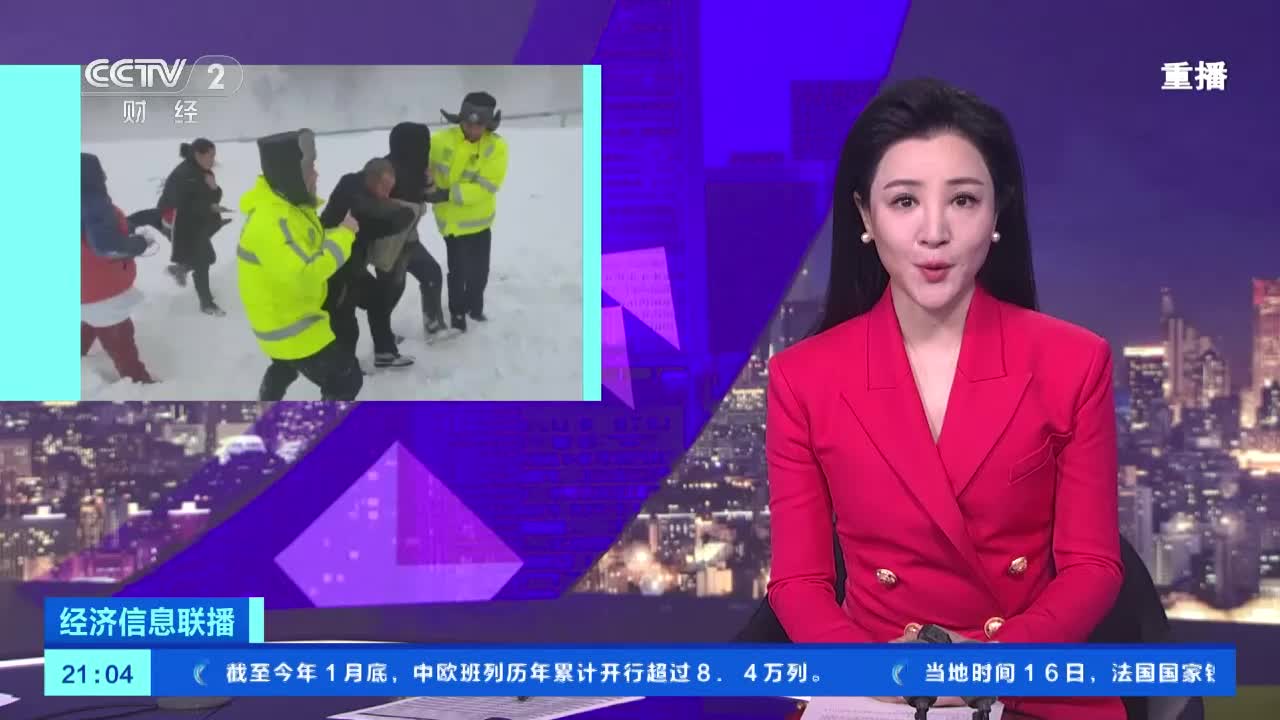 CCTV 2
财 经
重播
经济信息联播
21:04
截至今年1月底，中欧班列历年累计开行超过8．4万列。
当地时间16日，法国国家